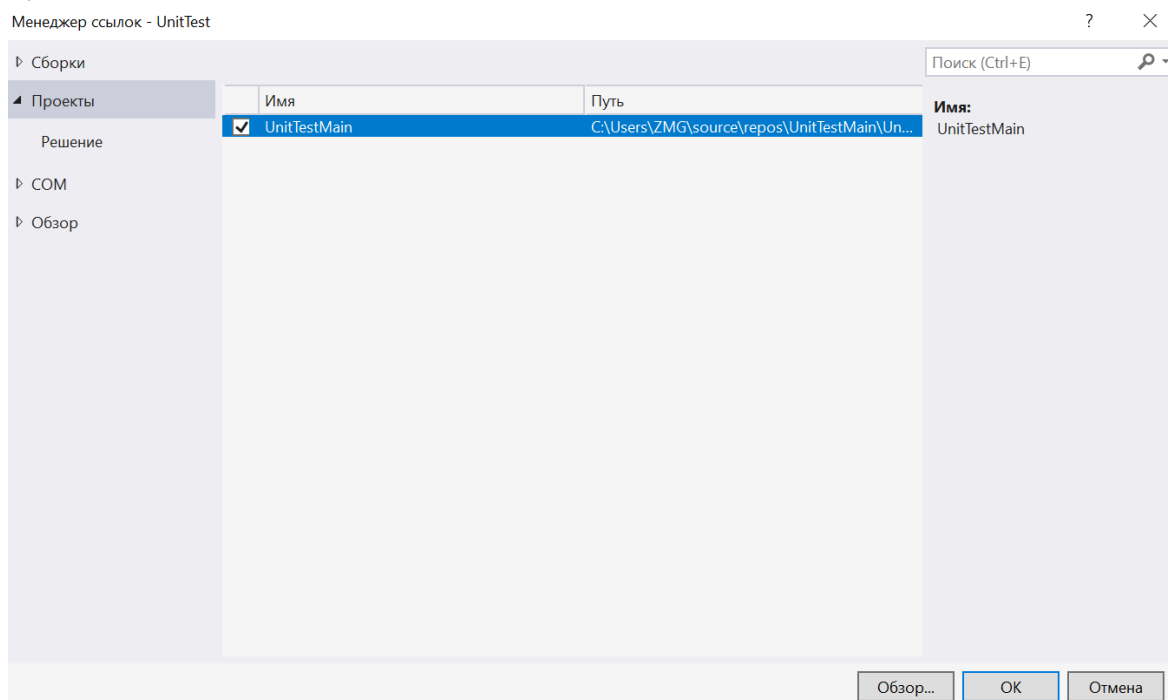 Менеджер ссылок - UnitTest ?
Сборки
Проекты
Решение
COM
Обзор
Имя Путь
UnitTestMain C:\Users\ZMG\source\repos\UnitTestMain\Un...
Поиск (Ctrl+E)
Имя:
UnitTestMain
Обзор... ОК Отмена